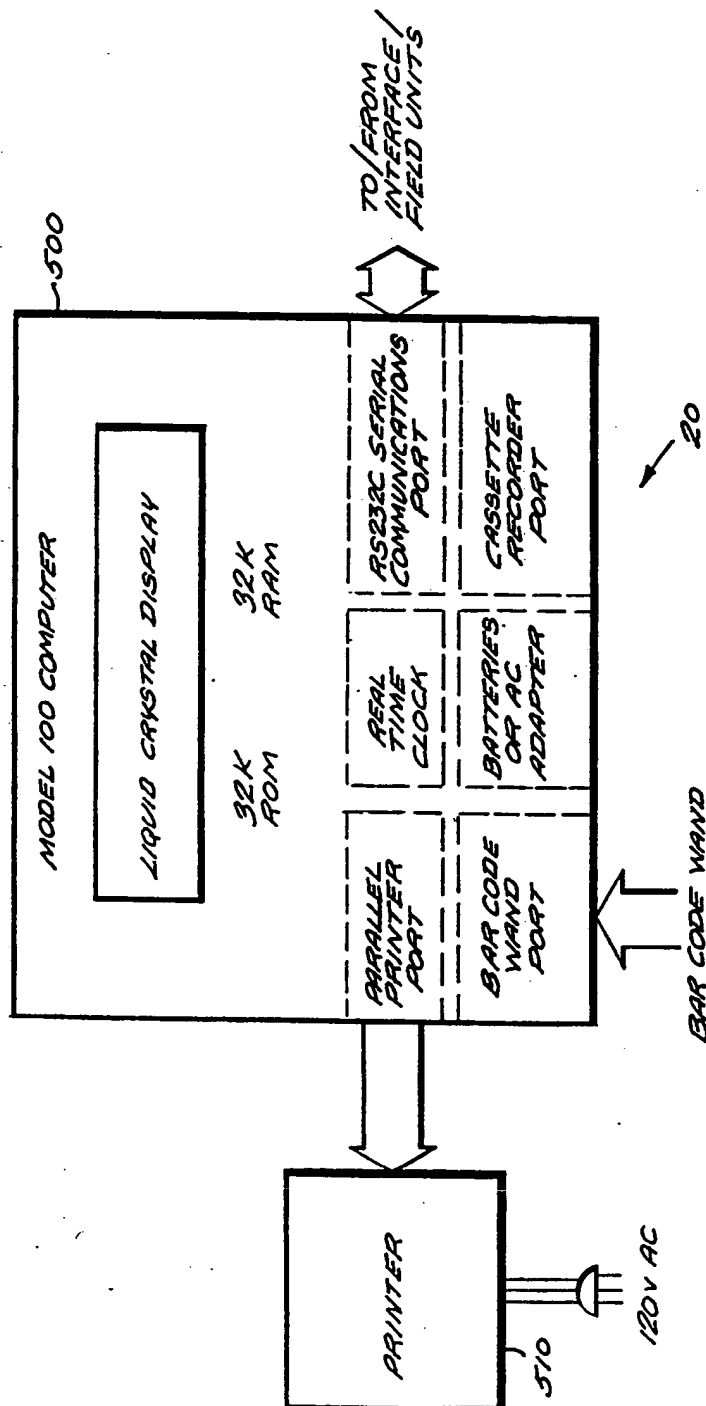 MODEL 100 COMPUTER
500
LIQUID CRYSTAL DISPLAY
32K
ROM
32K
RAM
PARALLEL
PRINTER
PORT
REAL
TIME
CLOCK
RS232C SERIAL
COMMUNICATIONS
PORT
BAR CODE
WAND
PORT
BATTERIES
OR AC
ADAPTER
CASSETTE
RECORDER
PORT
TO/FROM
INTERFACE/
FIELD UNITS
PRINTER
510
120V AC
BAR CODE WAND
20